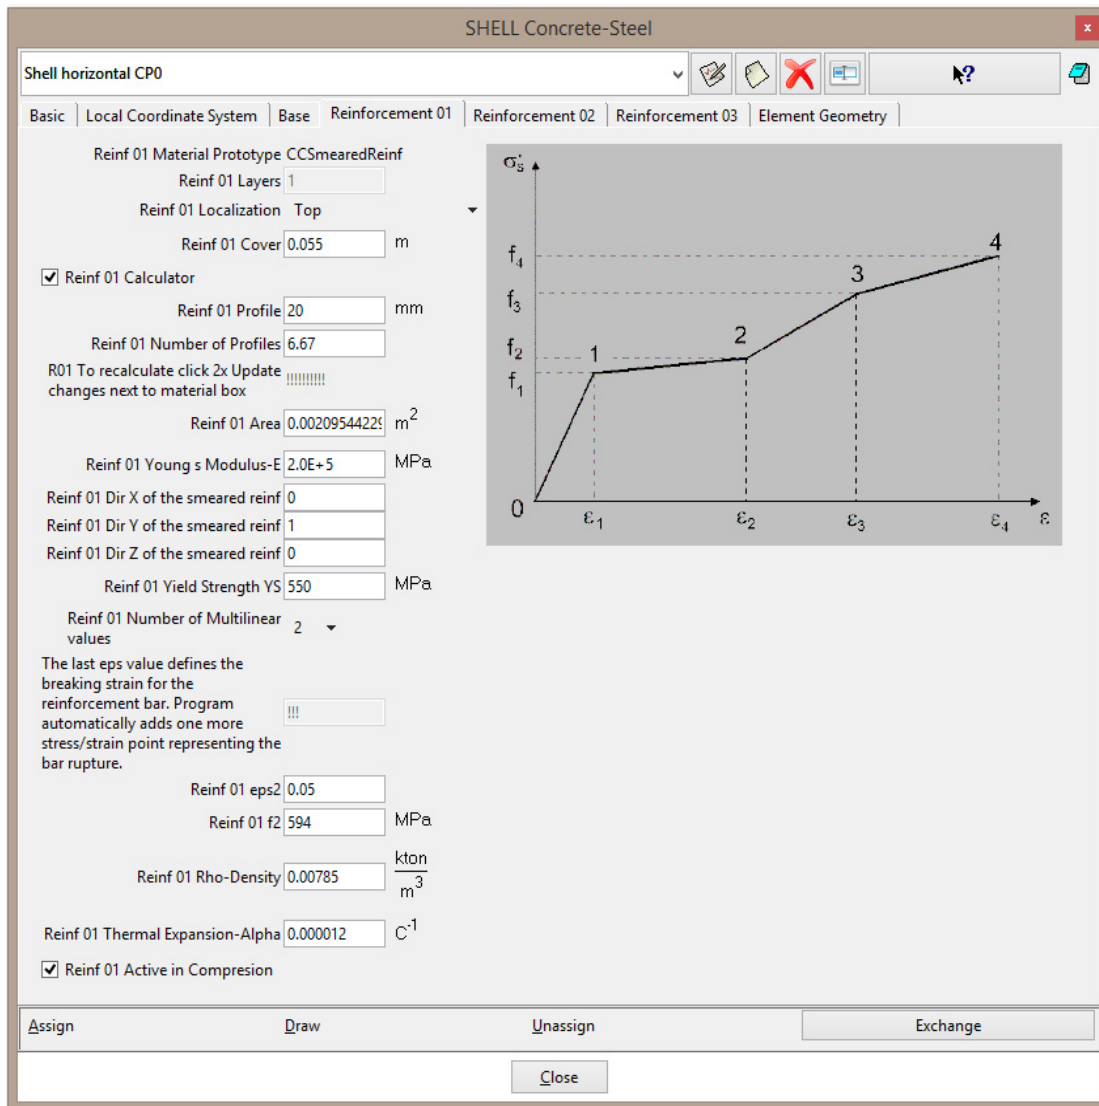 SHELL Concrete-Steel
x
Shell horizontal CP0
?
Basic Local Coordinate System Base Reinforcement 01 Reinforcement 02 Reinforcement 03 Element Geometry
Reinf 01 Material Prototype CCSmearedReinf
Reinf 01 Layers 1
Reinf 01 Localization Top
Reinf 01 Cover 0.055 m
Reinf 01 Calculator
Reinf 01 Profile 20 mm
Reinf 01 Number of Profiles 6.67
R01 To recalculate click 2x Update
changes next to material box
!!!!!!!!!!
Reinf 01 Area 0.00209544229 m²
Reinf 01 Young s Modulus-E 2.0E+5 MPa
Reinf 01 Dir X of the smeared reinf 0
Reinf 01 Dir Y of the smeared reinf 1
Reinf 01 Dir Z of the smeared reinf 0
Reinf 01 Yield Strength YS 550 MPa
Reinf 01 Number of Multilinear
values
2
The last eps value defines the
breaking strain for the
reinforcement bar. Program
automatically adds one more
stress/strain point representing the
bar rupture.
!!!
Reinf 01 eps2 0.05
Reinf 01 f2 594 MPa
Reinf 01 Rho-Density 0.00785
kton
m³
Reinf 01 Thermal Expansion-Alpha 0.000012 C⁻¹
Reinf 01 Active in Compresion
σs
f4
f3
f2
f1
1
2
3
4
0
ε1 ε2 ε3 ε4 ε
Assign Draw Unassign Exchange
Close